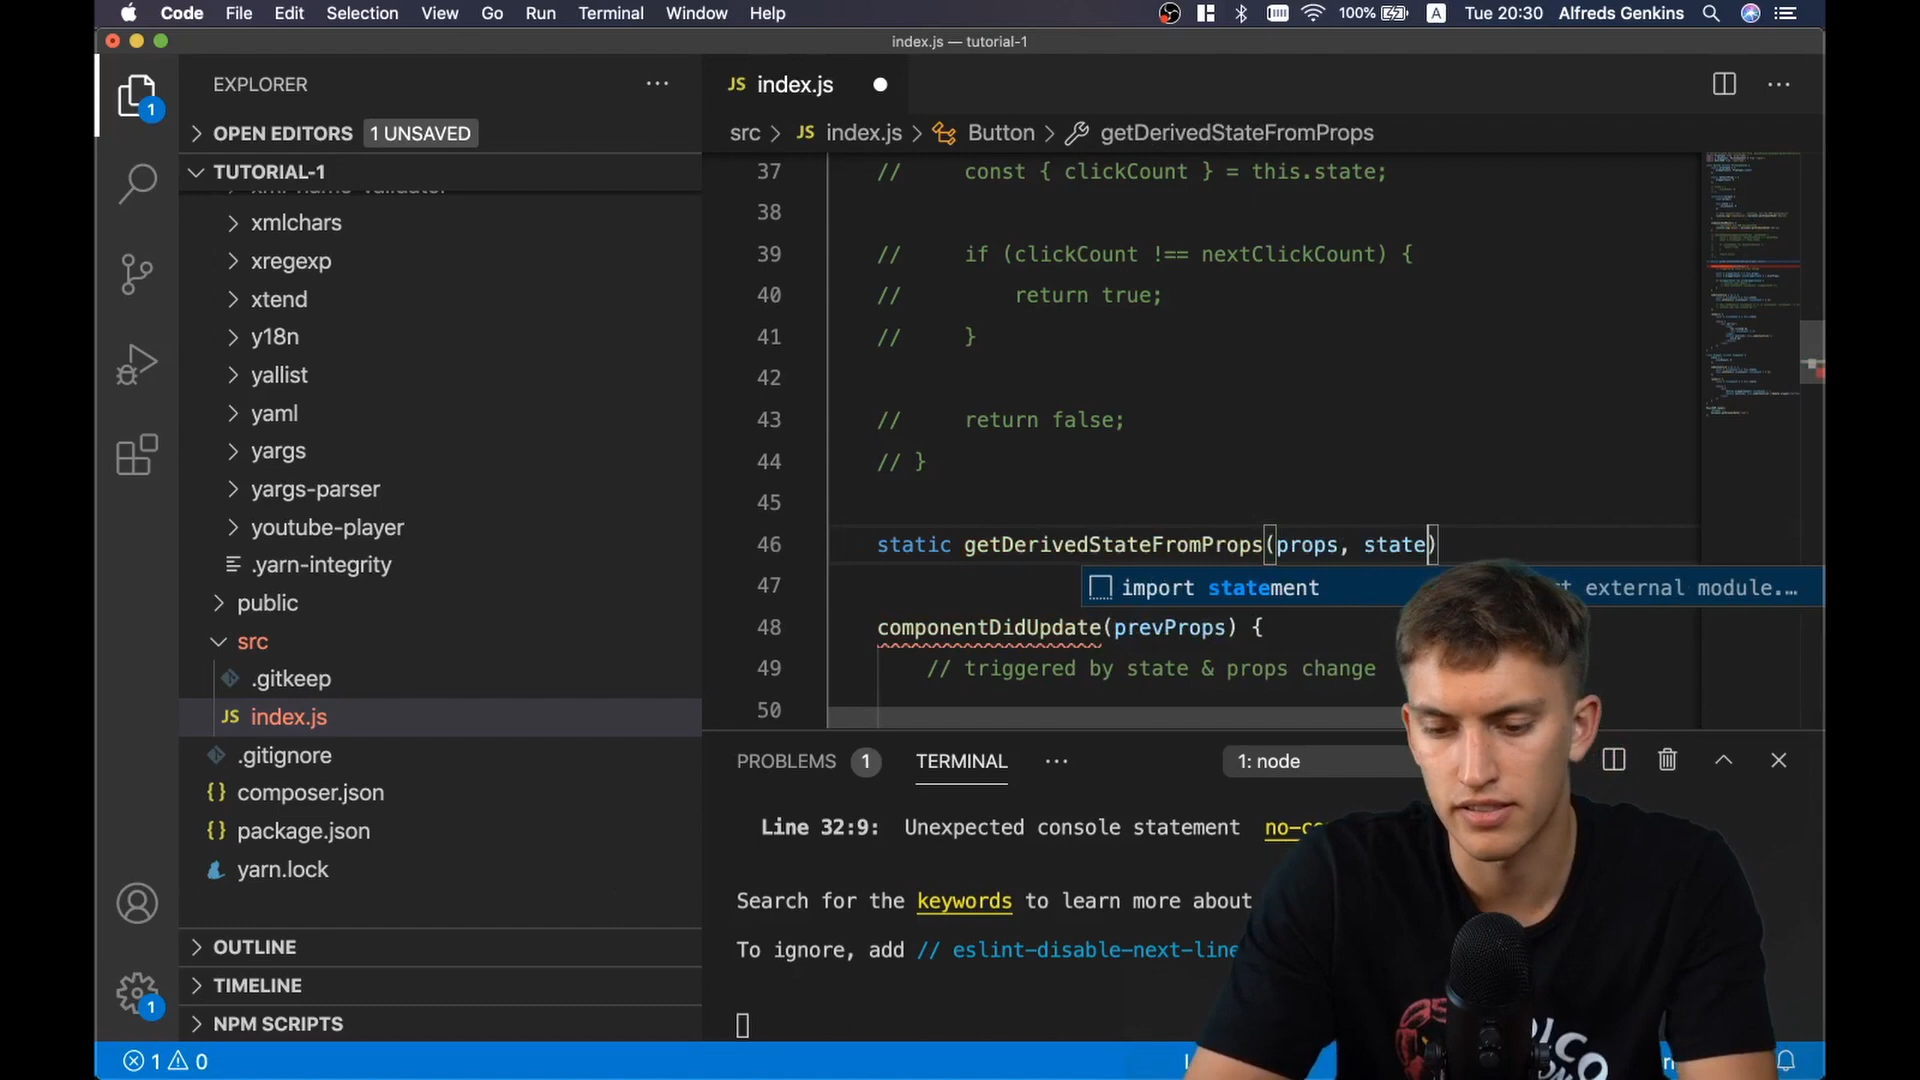 Code File Edit Selection View Go Run Terminal Window Help 100% A Tue 20:30 Alfreds Genkins
index.js — tutorial-1
EXPLORER
OPEN EDITORS 1 UNSAVED
TUTORIAL-1
xmlchars
xregexp
xtend
y18n
yallist
yaml
yargs
yargs-parser
youtube-player
.yarn-integrity
public
src
.gitkeep
JS index.js
.gitignore
{} composer.json
{} package.json
yarn.lock
OUTLINE
TIMELINE
NPM SCRIPTS
1
1
JS index.js
src > JS index.js > Button > getDerivedStateFromProps
37 // const { clickCount } = this.state;
38
39 // if (clickCount !== nextClickCount) {
40 // return true;
41 // }
42
43 // return false;
44 // }
45
46 static getDerivedStateFromProps(props, state)
import statement external module....
47
48 componentDidUpdate(prevProps) {
49 // triggered by state & props change
50
PROBLEMS 1 TERMINAL 1: node
Line 32:9: Unexpected console statement
Search for the keywords to learn more about
To ignore, add // eslint-disable-next-line
1 0